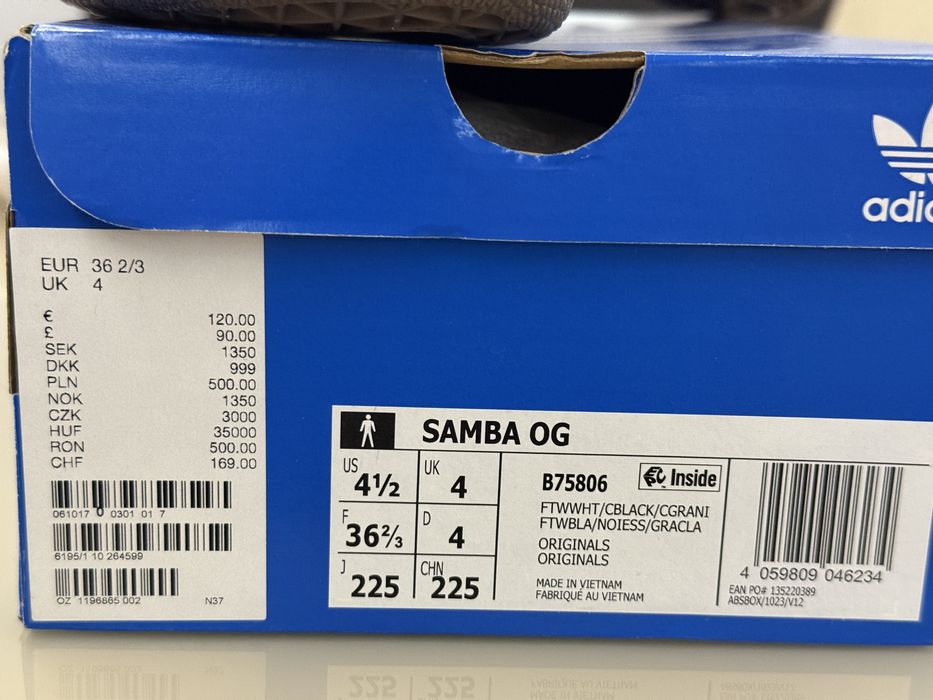 adi
EUR 36 2/3
UK 4
€ 120.00
£ 90.00
SEK 1350
DKK 999
PLN 500.00
NOK 1350
CZK 3000
HUF 35000
RON 500.00
CHF 169.00
061017 0 0301 01 7
6195/1 10 264599
OZ 1196865 002 N37
SAMBA OG
US 4½
UK 4
F 36⅔
D 4
J 225
CHN 225
B75806
Inside
FTWWHT/CBLACK/CGRANI
FTWBLA/NOIESS/GRACLA
ORIGINALS
ORIGINALS
MADE IN VIETNAM
FABRIQUÉ AU VIETNAM
4 059809 046234
EAN PO# 135220389
ABSBOX/1023/V12